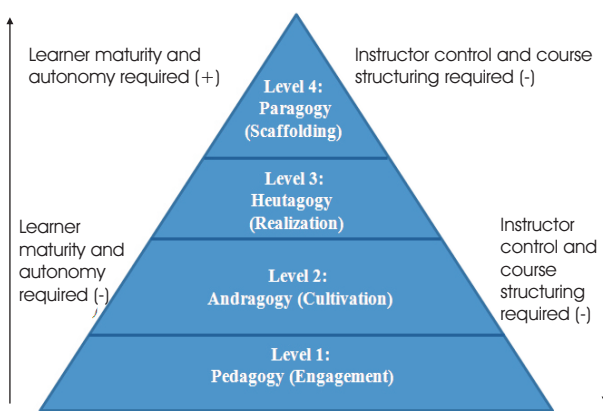 Learner maturity and
autonomy required (+)
Instructor control and course
structuring required (-)
Level 4:
Paragogy
(Scaffolding)
Level 3:
Heutagogy
(Realization)
Learner
maturity and
autonomy
required (-)
Instructor
control and
course
structuring
required (-)
Level 2:
Andragogy (Cultivation)
Level 1:
Pedagogy (Engagement)